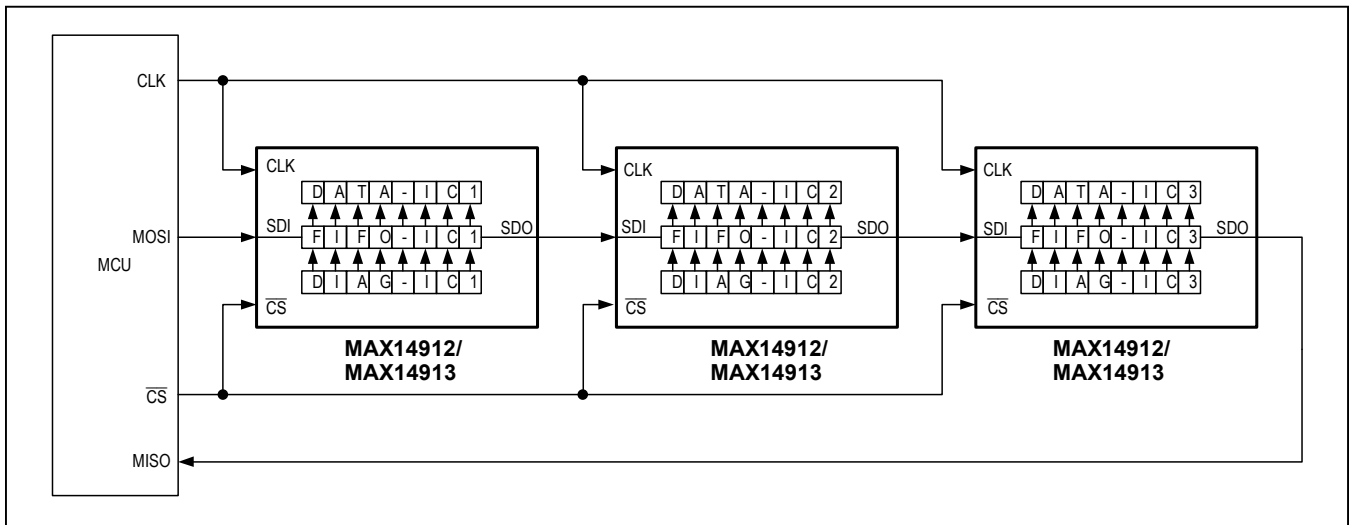 CLK
MOSI
MCU
CS
MISO
CLK
SDI
CS
DATA-IC1
FIFO-IC1
DIAG-IC1
SDO
MAX14912/
MAX14913
CLK
SDI
CS
DATA-IC2
FIFO-IC2
DIAG-IC2
SDO
MAX14912/
MAX14913
CLK
SDI
CS
DATA-IC3
FIFO-IC3
DIAG-IC3
SDO
MAX14912/
MAX14913